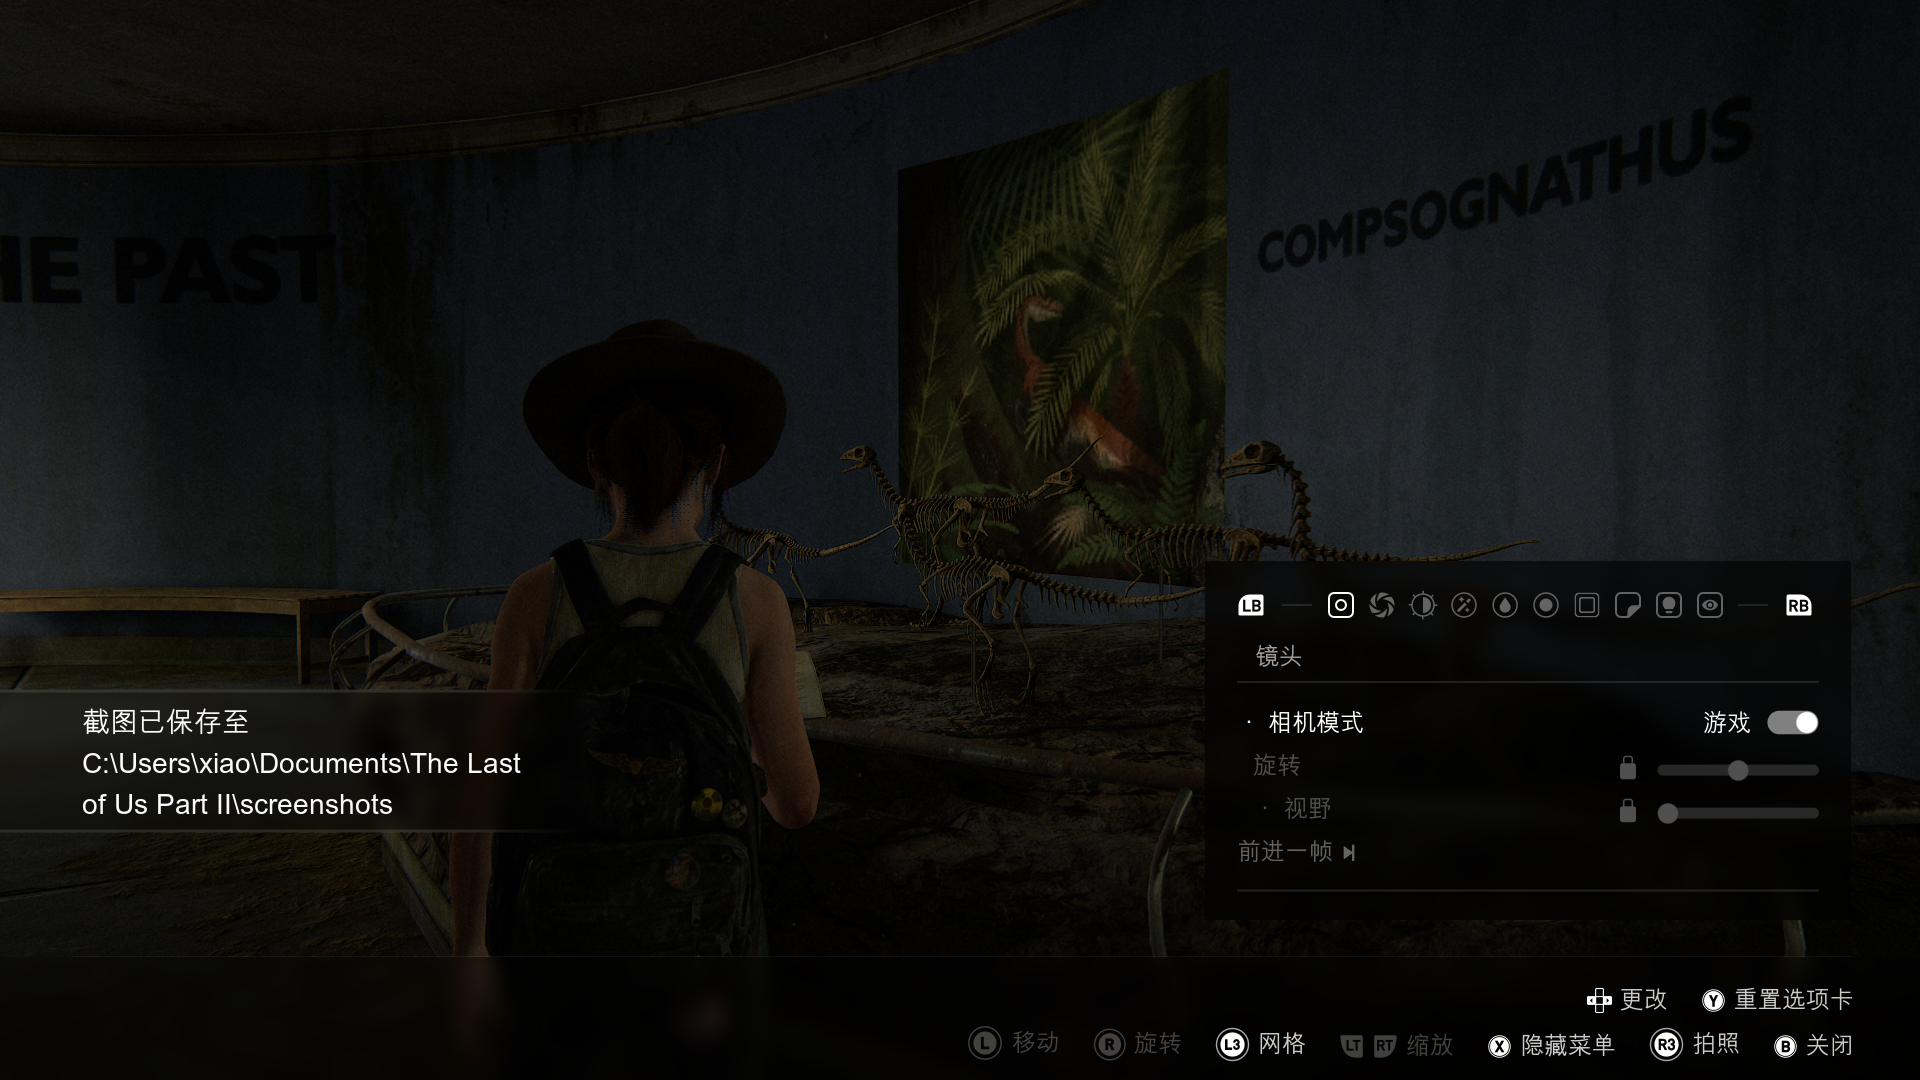 HE PAST
COMPSOGNATHUS
LB
RB
镜头
· 相机模式 游戏
旋转
· 视野
前进一帧
截图已保存至
C:\Users\xiao\Documents\The Last
of Us Part II\screenshots
更改 Y 重置选项卡
L 移动 R 旋转 L3 网格 LT RT 缩放 X 隐藏菜单 R3 拍照 B 关闭